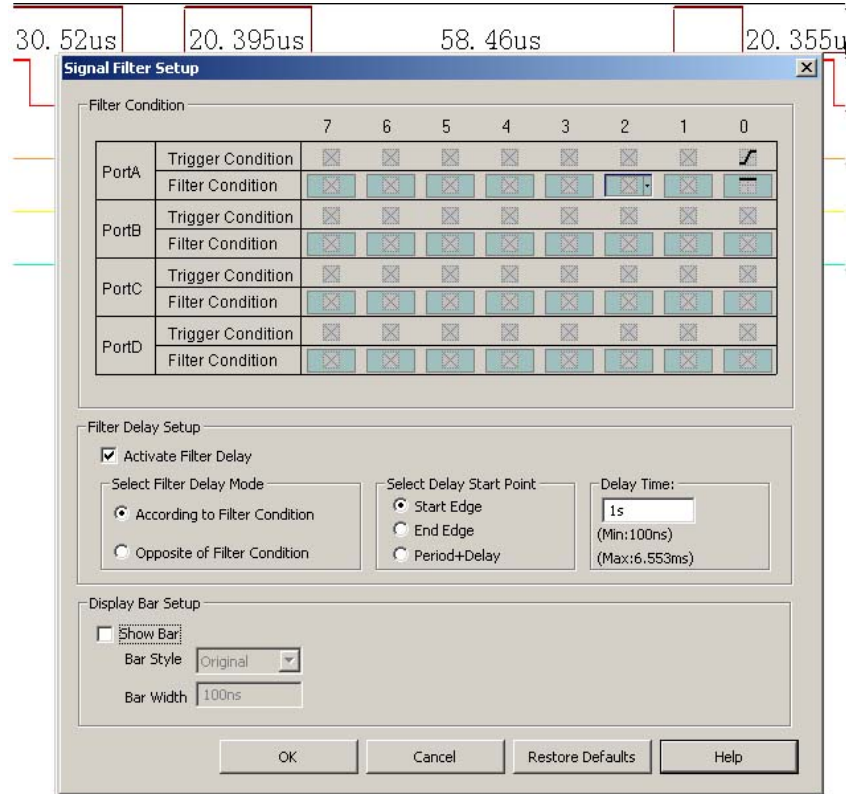 30.52us 20.395us 58.46us 20.355u
Signal Filter Setup
Filter Condition
7 6 5 4 3 2 1 0
PortA Trigger Condition
Filter Condition
PortB Trigger Condition
Filter Condition
PortC Trigger Condition
Filter Condition
PortD Trigger Condition
Filter Condition
Filter Delay Setup
Activate Filter Delay
Select Filter Delay Mode Select Delay Start Point Delay Time:
According to Filter Condition Start Edge 1s
Opposite of Filter Condition End Edge (Min:100ns)
Period+Delay (Max:6.553ms)
Display Bar Setup
Show Bar
Bar Style Original
Bar Width 100ns
OK Cancel Restore Defaults Help